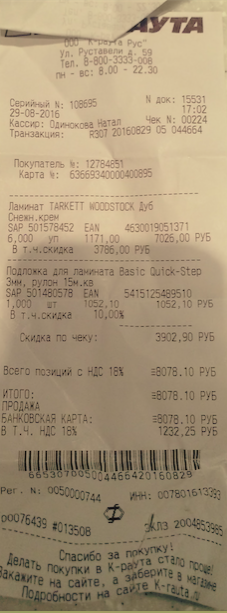 К-РАУТА
ООО "К-раута Рус"
Ул. Руставели д. 59
Тел. 8-800-3333-008
пн - вс: 8.00 - 22.30
Серийный N: 108695 N док: 15531
29-08-2016 17:02
Кассир: Одинокова Натал Чек N: 00224
Транзакция: R307 20160829 05 044664
Покупатель №: 12784851
Карта №: 63669340000400895
Ламинат TARKETT WOODSTOCK Дуб
Снежн.крем
SAP 501578452 EAN 4630019051371
6,000 уп 1171,00 7026,00 РУБ
В т.ч.скидка 3786,00 РУБ
Подложка для ламината Basic Quick-Step
3мм, рулон 15м.кв
SAP 501480578 EAN 5415125489510
1,000 шт 1052,10 1052,10 РУБ
В т.ч.скидка 10,00%
Скидка по чеку: 3902,90 РУБ
Всего позиций с НДС 18% =8078.10 РУБ
ИТОГО: =8078.10 РУБ
ПРОДАЖА
БАНКОВСКАЯ КАРТА: =8078.10 РУБ
В Т.Ч. НДС 18% 1232,25 РУБ
665307005004466420160829
Рег. N: 0050000744 ИНН: 007801613393
00076439 #013508 ЭКЛЗ 2004853985
Спасибо за покупку!
Делать покупки в К-раута стало проще!
Закажите на сайте, а заберите в магазине
Подробности на сайте K-rauta.ru